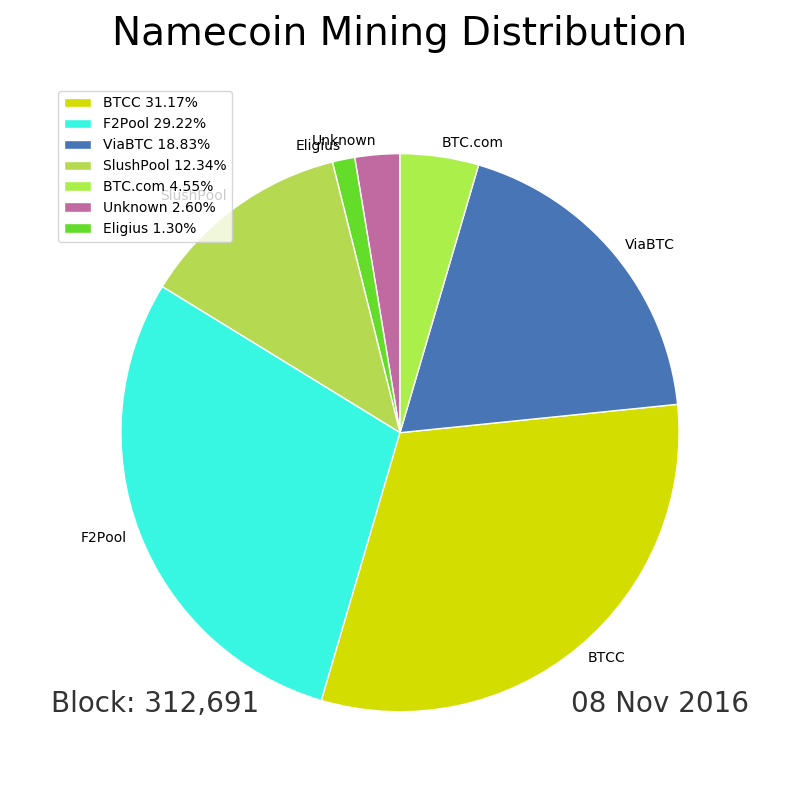 Namecoin Mining Distribution
BTCC 31.17%
F2Pool 29.22%
ViaBTC 18.83%
SlushPool 12.34%
BTC.com 4.55%
Unknown 2.60%
Eligius 1.30%
SlushPool
Eligius
Unknown
BTC.com
ViaBTC
F2Pool
BTCC
Block: 312,691
08 Nov 2016